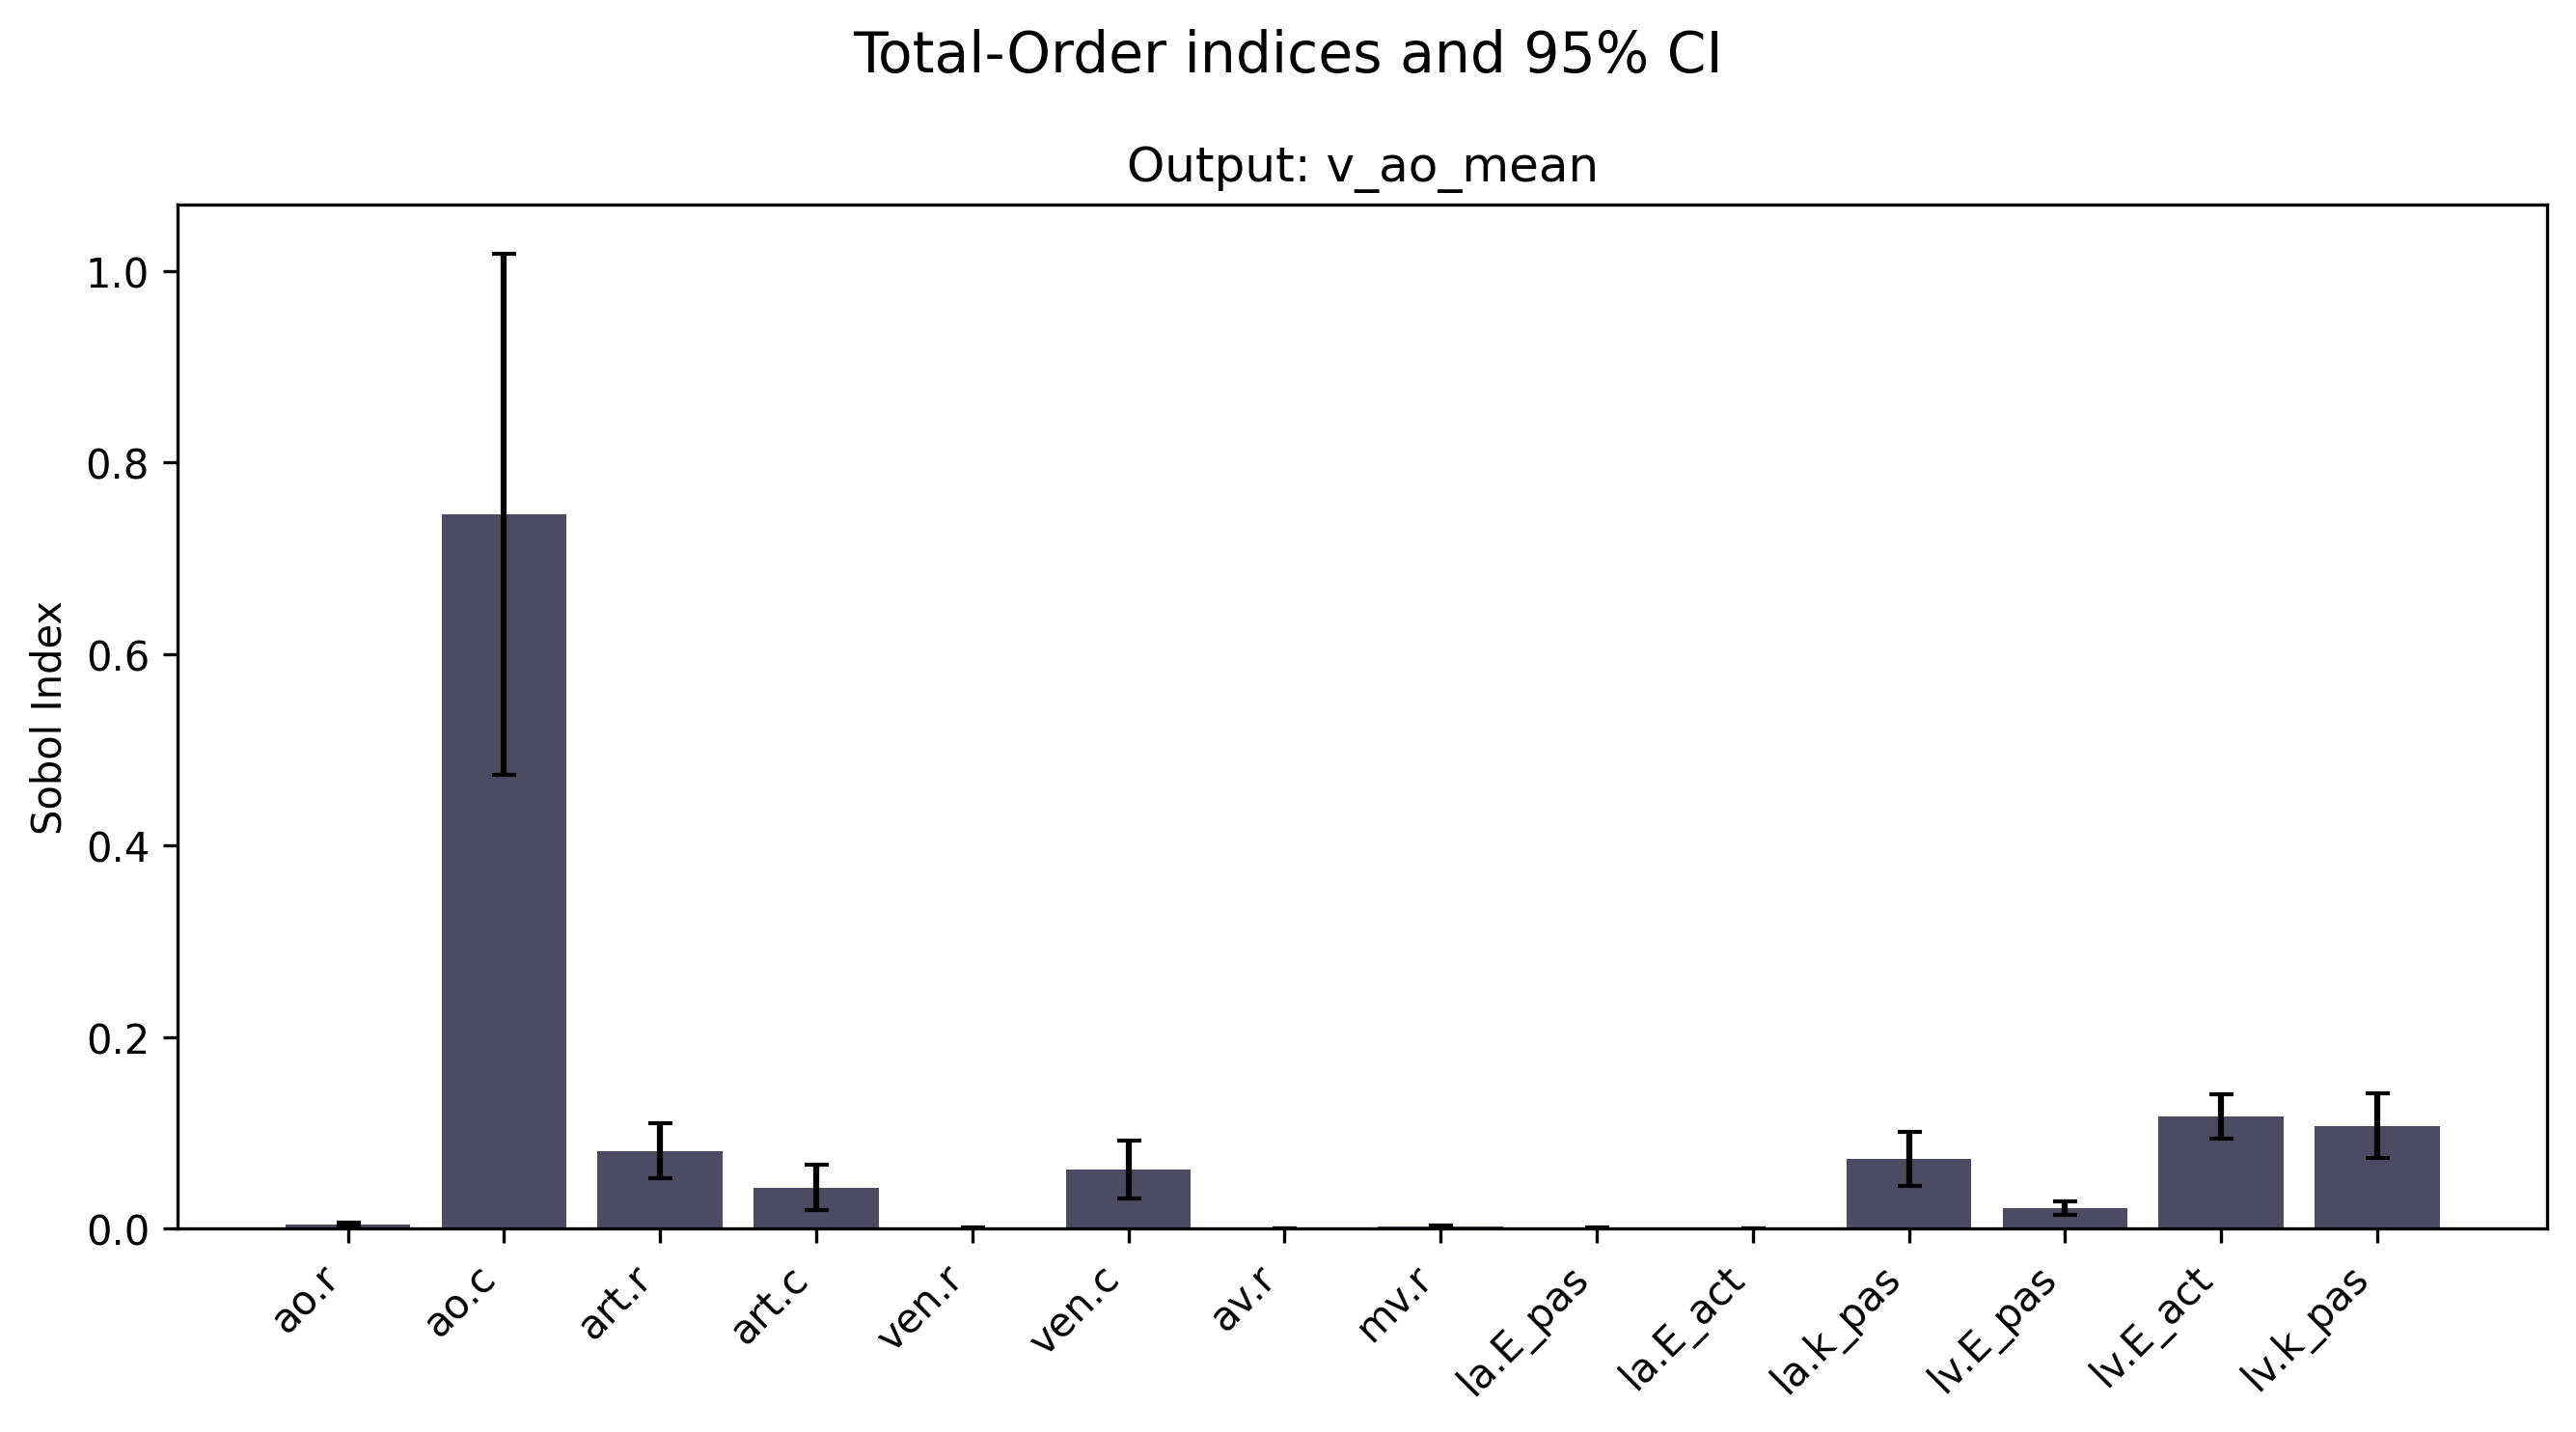 Total-Order indices and 95% CI
Output: v_ao_mean
Sobol Index
1.0
0.8
0.6
0.4
0.2
0.0
ao.r
ao.c
art.r
art.c
ven.r
ven.c
av.r
mv.r
la.E_pas
la.E_act
la.k_pas
lv.E_pas
lv.E_act
lv.k_pas